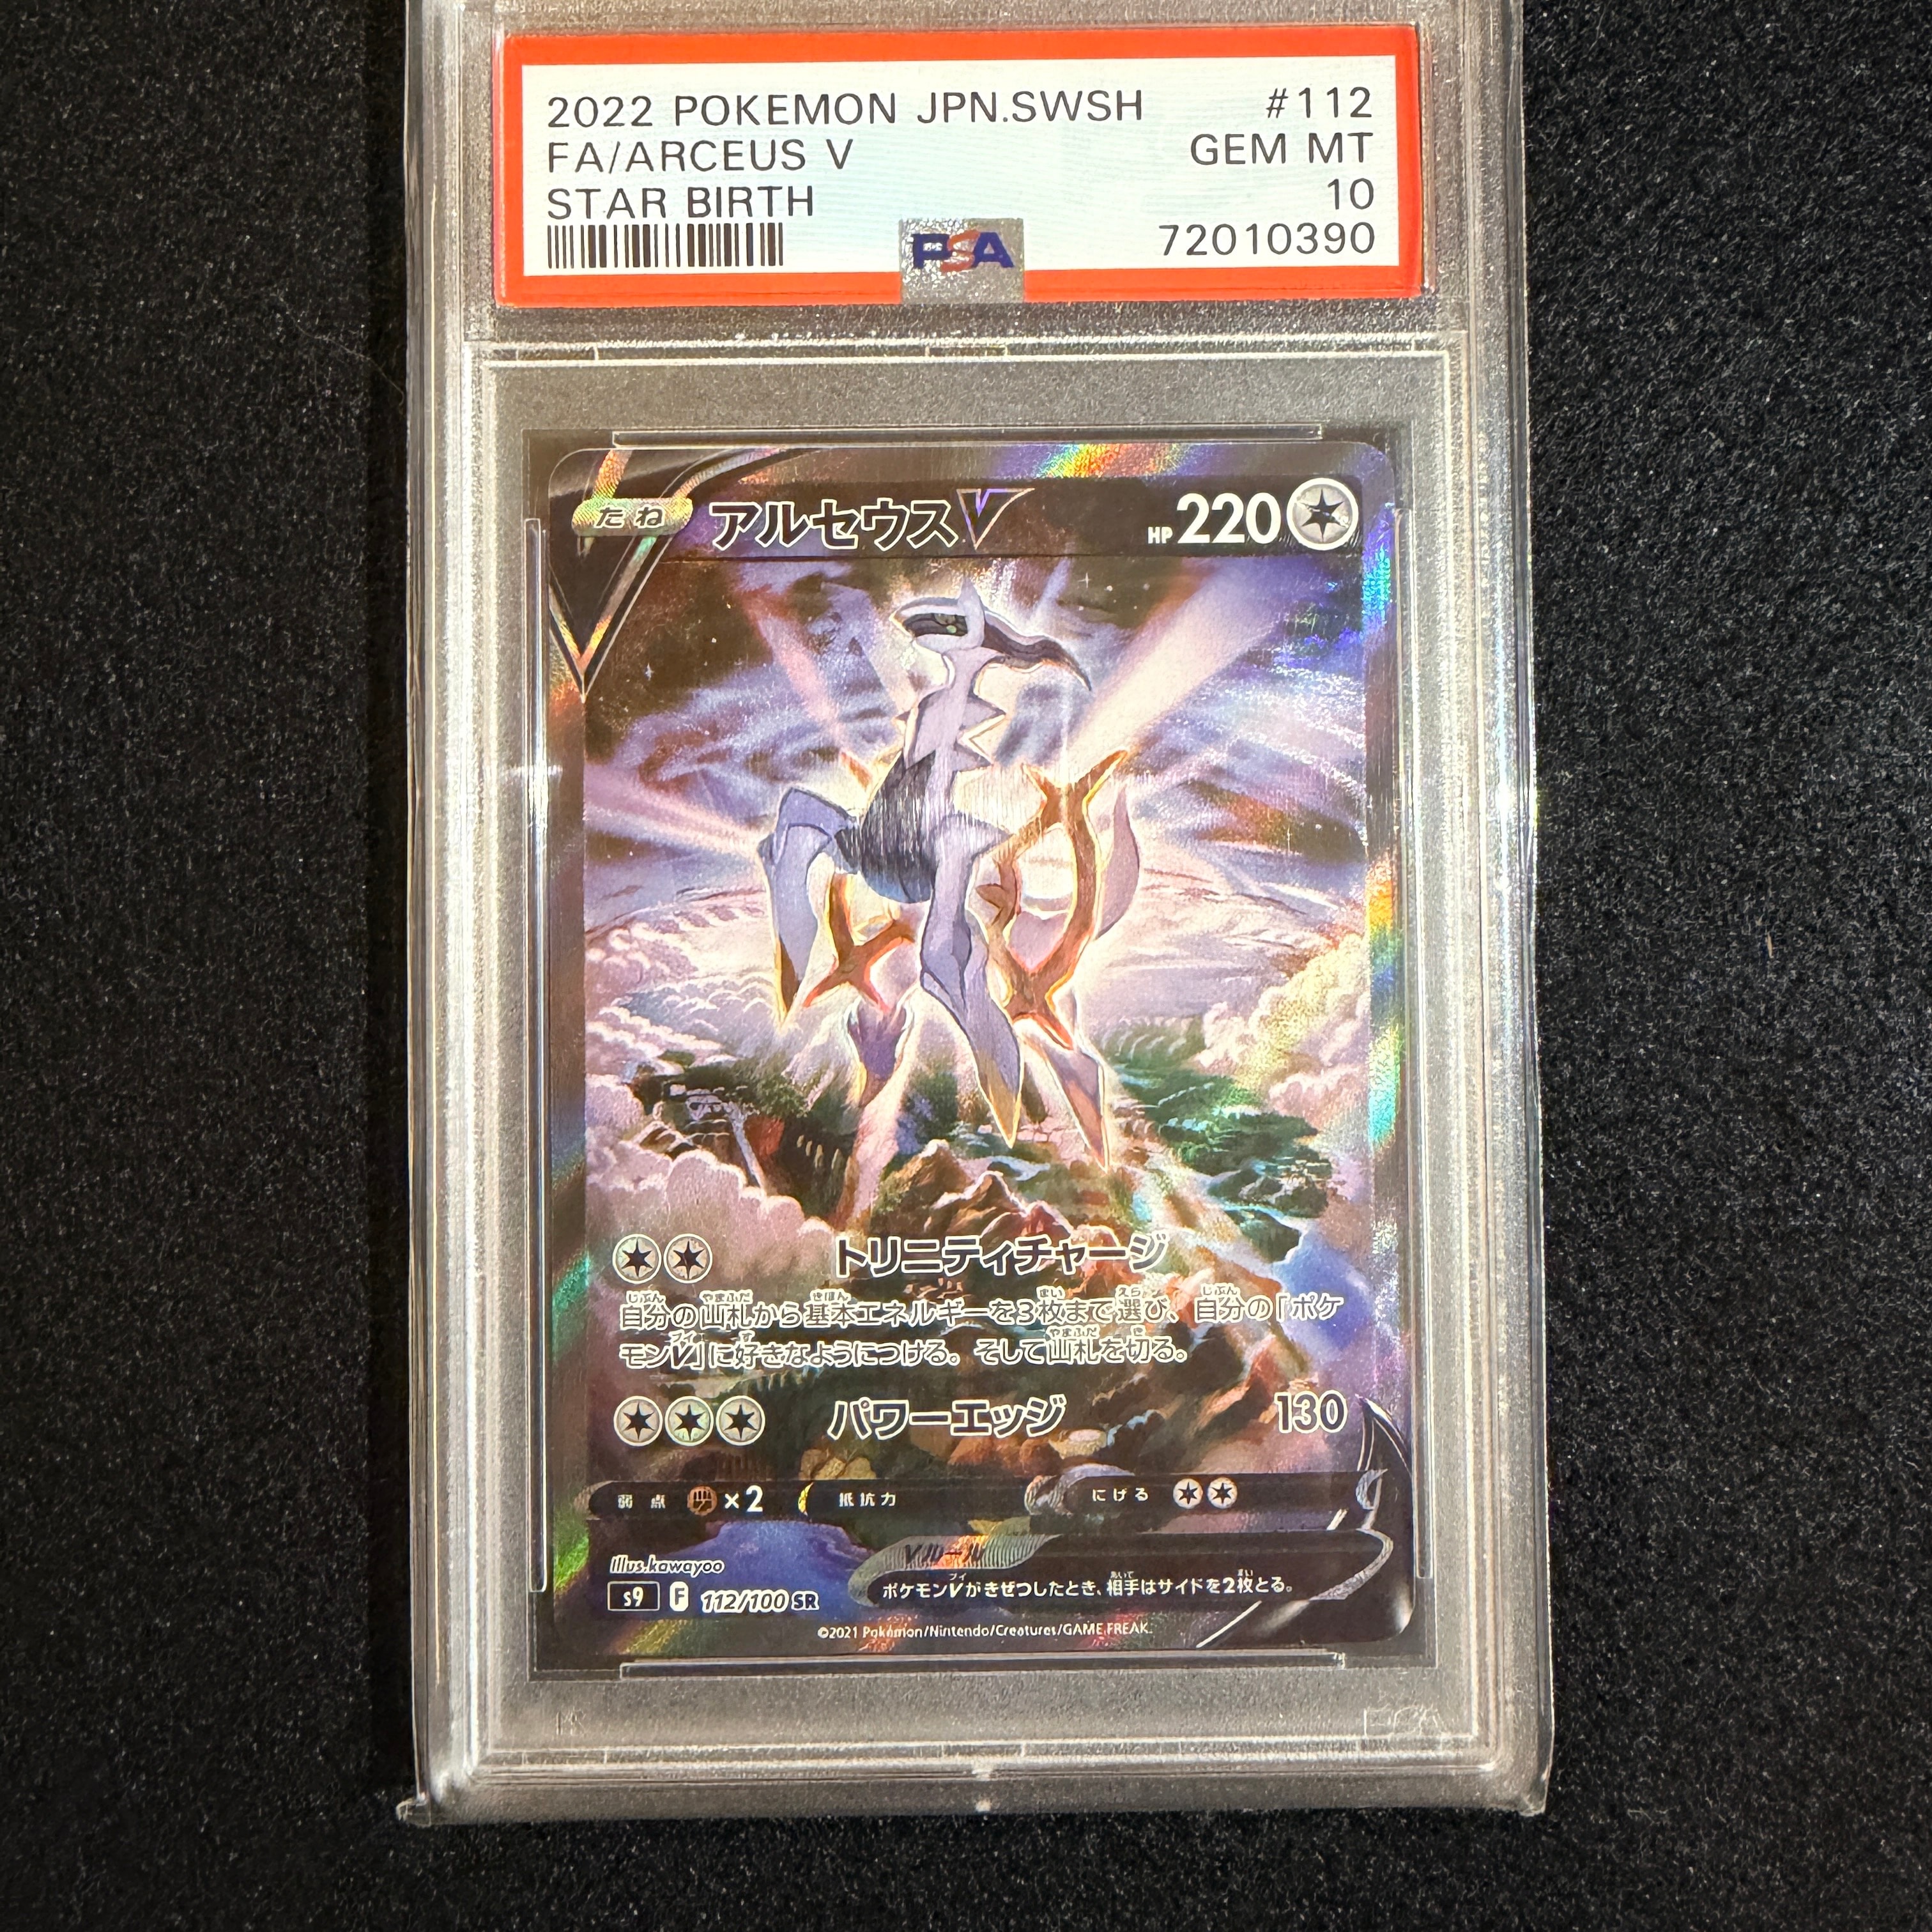 2022 POKEMON JPN.SWSH #112
FA/ARCEUS V GEM MT
STAR BIRTH 10
PSA 72010390
たね アルセウスV HP 220
トリニティチャージ
自分の山札から基本エネルギーを3枚まで選び、自分の「ポケ
モンV」に好きなようにつける。そして山札を切る。
パワーエッジ 130
弱点 ×2 抵抗力 にげる
Illus.kawayoo
Vルール
s9 F 112/100 SR ポケモンVがきぜつしたとき、相手はサイドを2枚とる。
©2021 Pokémon/Nintendo/Creatures/GAME FREAK.